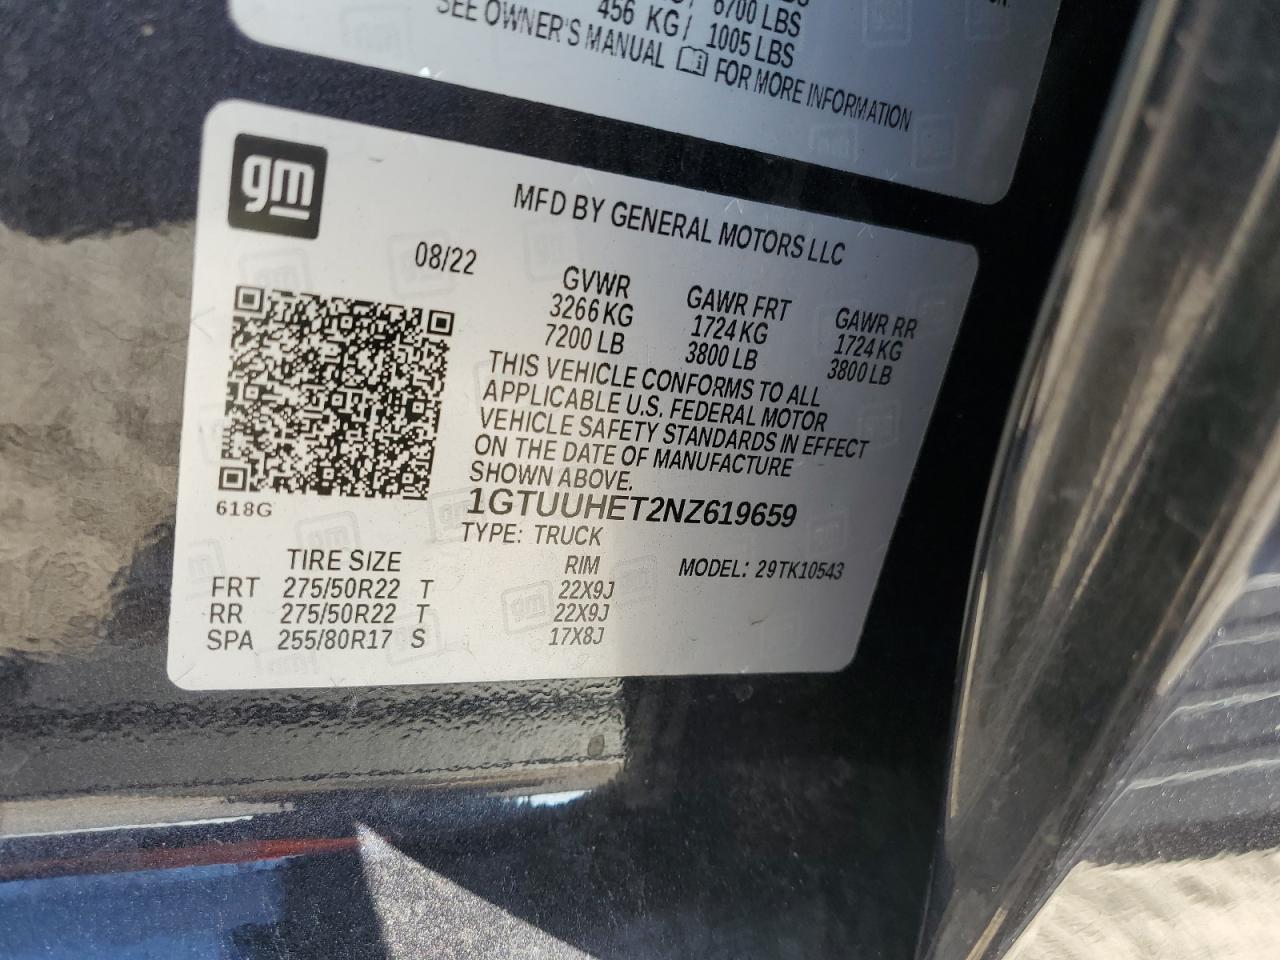 6700 LBS
456 KG/ 1005 LBS
SEE OWNER'S MANUAL FOR MORE INFORMATION
gm
MFD BY GENERAL MOTORS LLC
08/22
GVWR GAWR FRT GAWR RR
3266 KG 1724 KG 1724 KG
7200 LB 3800 LB 3800 LB
THIS VEHICLE CONFORMS TO ALL
APPLICABLE U.S. FEDERAL MOTOR
VEHICLE SAFETY STANDARDS IN EFFECT
ON THE DATE OF MANUFACTURE
SHOWN ABOVE.
618G
1GTUUHET2NZ619659
TYPE: TRUCK
TIRE SIZE RIM MODEL: 29TK10543
FRT 275/50R22 T 22X9J
RR 275/50R22 T 22X9J
SPA 255/80R17 S 17X8J